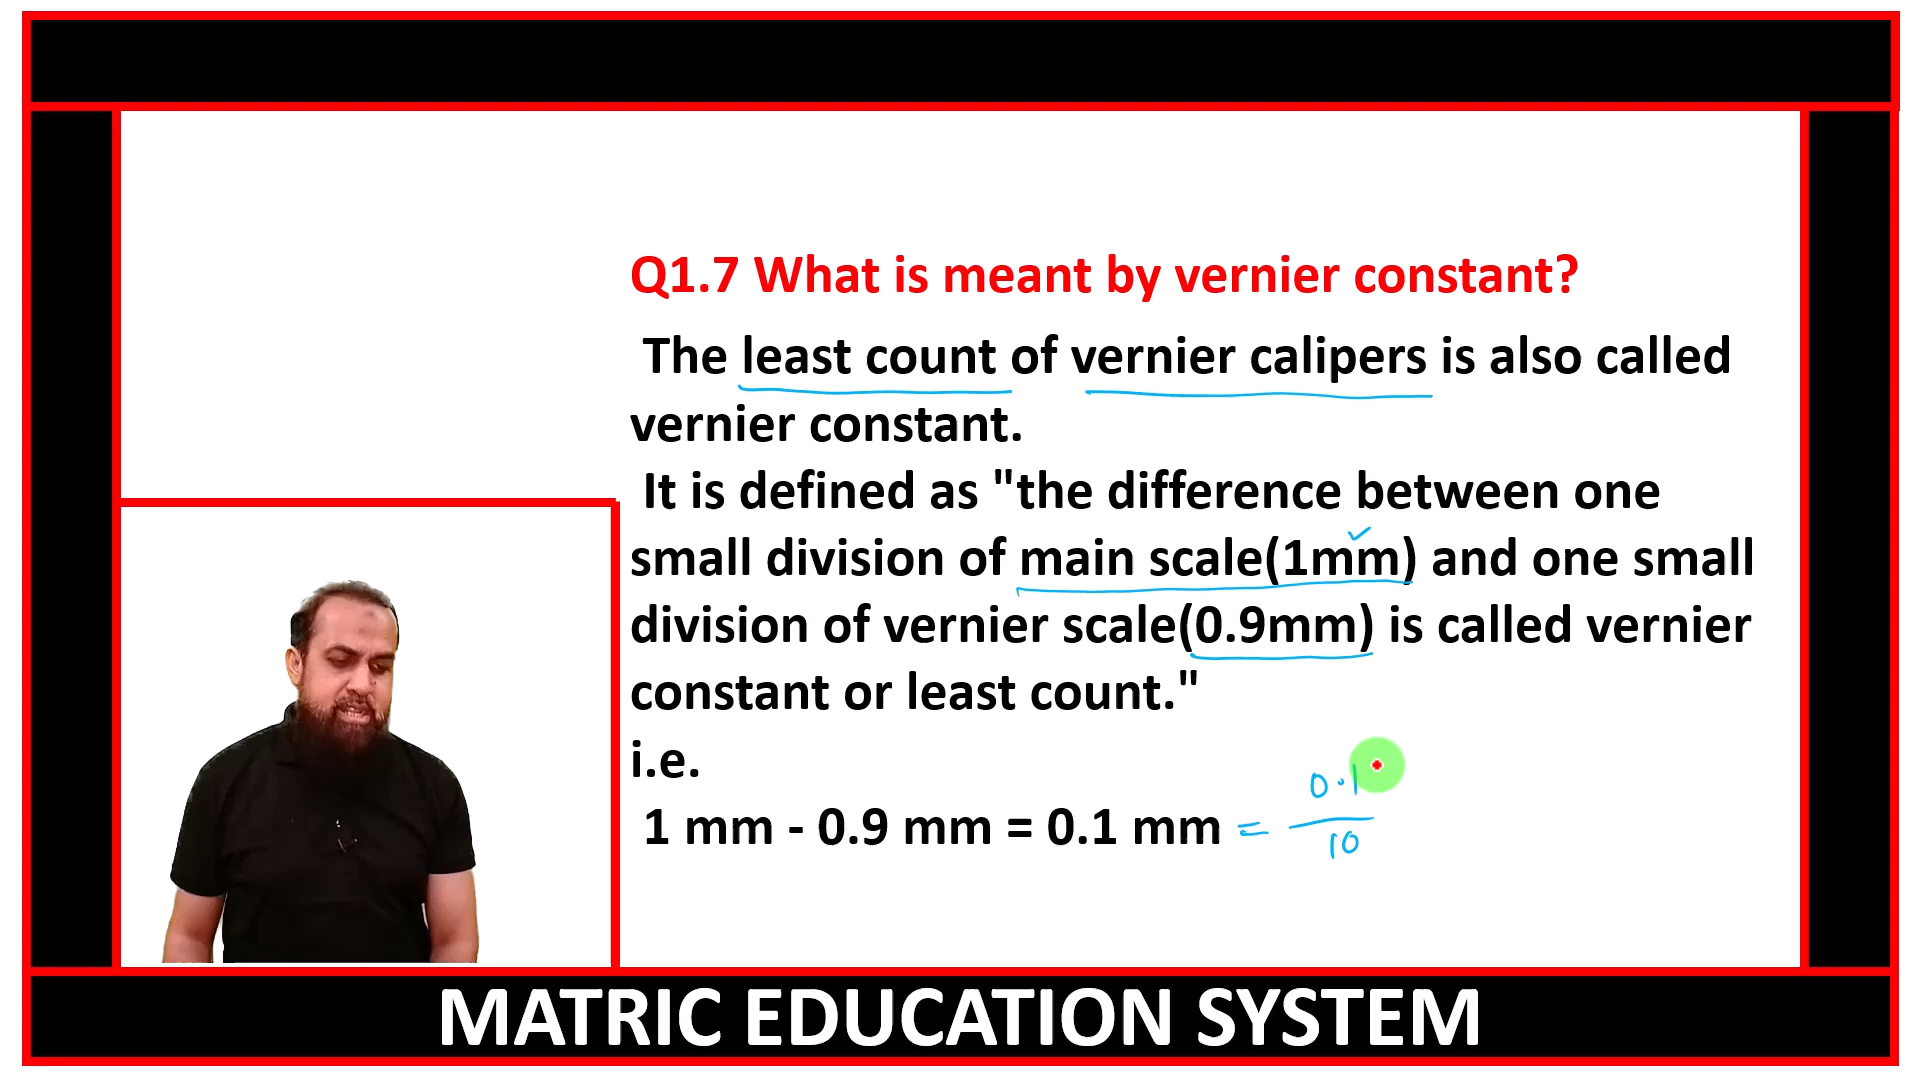 Q1.7 What is meant by vernier constant?
The least count of vernier calipers is also called
vernier constant.
It is defined as "the difference between one
small division of main scale(1mm) and one small
division of vernier scale(0.9mm) is called vernier
constant or least count."
i.e.
1 mm - 0.9 mm = 0.1 mm = 0.1/10
MATRIC EDUCATION SYSTEM